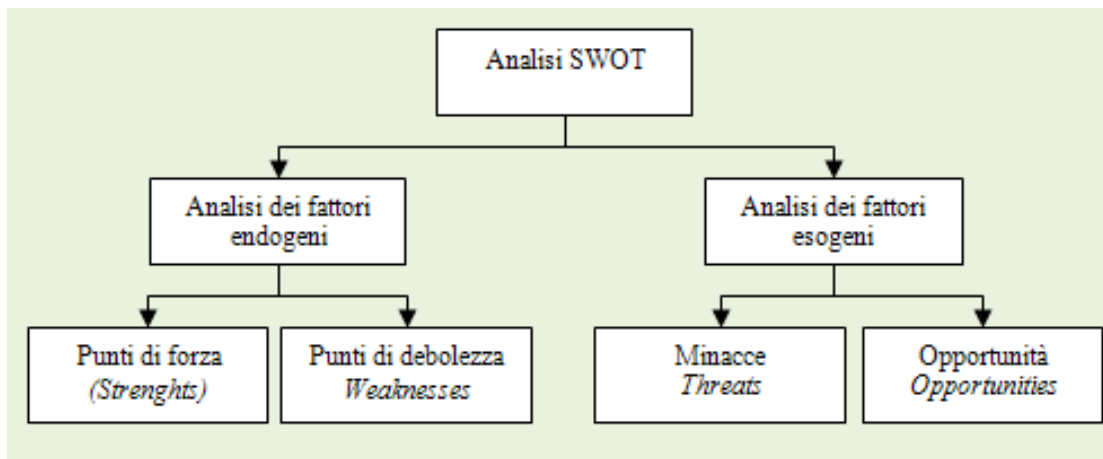 Analisi SWOT
Analisi dei fattori
endogeni
Analisi dei fattori
esogeni
Punti di forza
(Strenghts)
Punti di debolezza
Weaknesses
Minacce
Threats
Opportunità
Opportunities